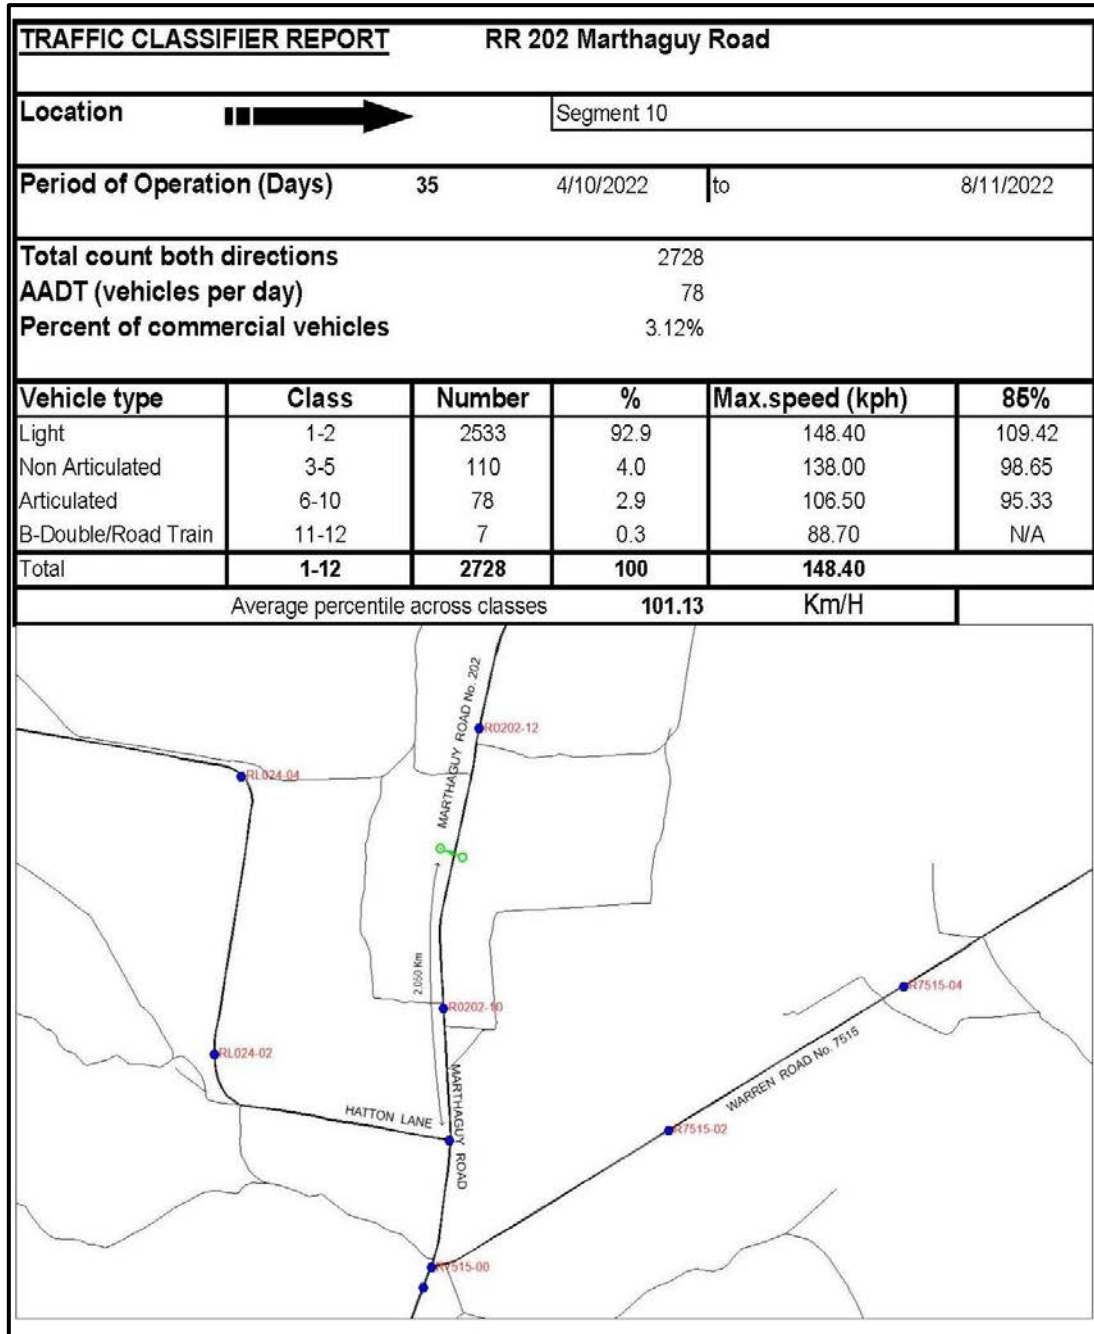 TRAFFIC CLASSIFIER REPORT RR 202 Marthaguy Road
Location Segment 10
Period of Operation (Days) 35 4/10/2022 to 8/11/2022
Total count both directions 2728
AADT (vehicles per day) 78
Percent of commercial vehicles 3.12%
Vehicle type Class Number % Max.speed (kph) 85%
Light 1-2 2533 92.9 148.40 109.42
Non Articulated 3-5 110 4.0 138.00 98.65
Articulated 6-10 78 2.9 106.50 95.33
B-Double/Road Train 11-12 7 0.3 88.70 N/A
Total 1-12 2728 100 148.40
Average percentile across classes 101.13 Km/H
MARTHAGUY ROAD No. 202
R0202-12
RL024-04
2.050 Km
R0202-10
R7515-04
RL024-02
WARREN ROAD No. 7515
HATTON LANE
MARTHAGUY ROAD
R7515-02
R7515-00